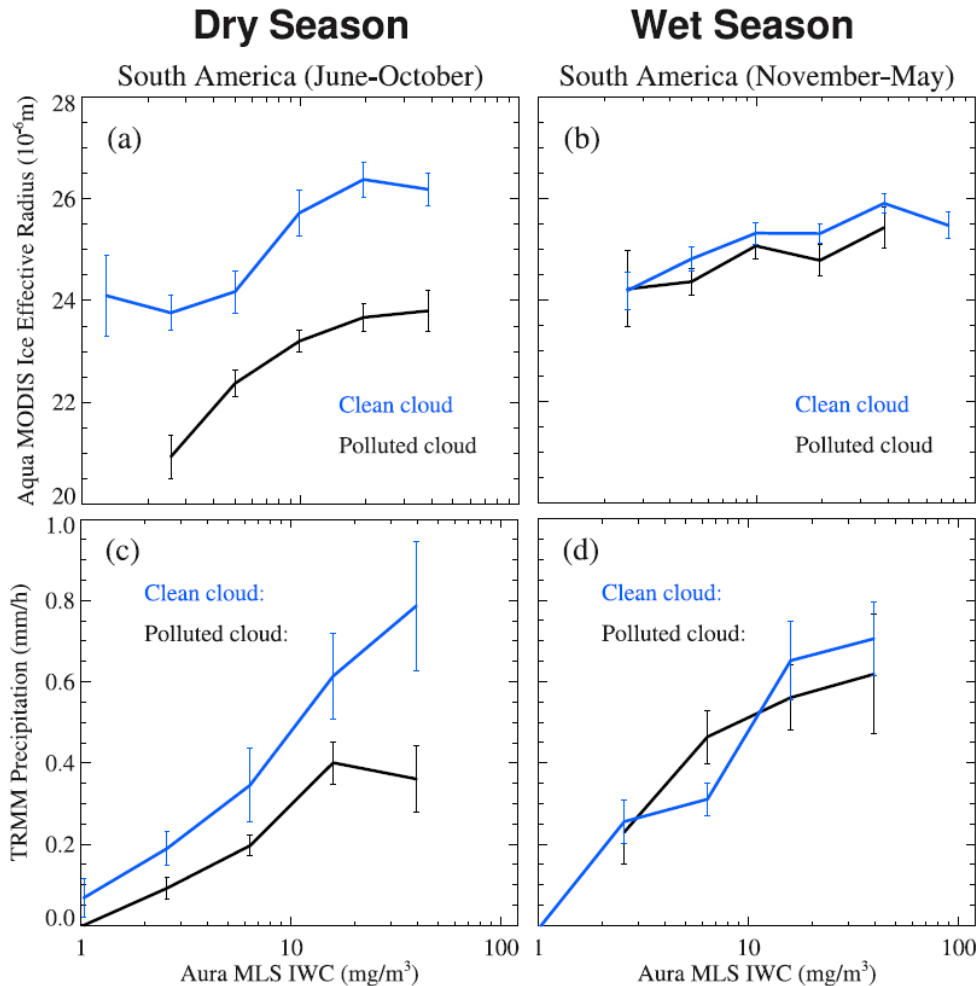 Dry Season
Wet Season
South America (June-October)
South America (November-May)
Aqua MODIS Ice Effective Radius (10⁻⁶m)
28
26
24
22
20
(a)
Clean cloud
Polluted cloud
(b)
Clean cloud
Polluted cloud
TRMM Precipitation (mm/h)
1.0
0.8
0.6
0.4
0.2
0.0
(c)
Clean cloud:
Polluted cloud:
(d)
Clean cloud:
Polluted cloud:
1
10
100
1
10
100
Aura MLS IWC (mg/m³)
Aura MLS IWC (mg/m³)